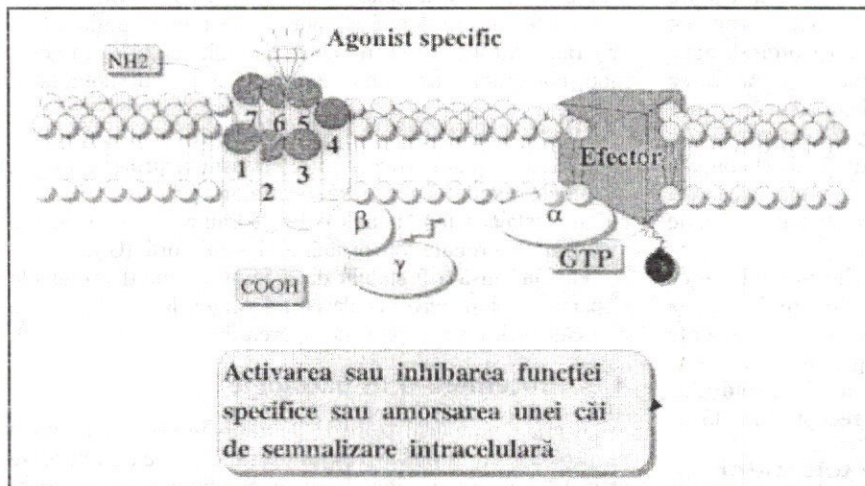 Agonist specific
NH2
7 6 5
4
Efector
1 2 3
β
α
γ
GTP
COOH
Activarea sau inhibarea funcției
specifice sau amorsarea unei căi
de semnalizare intracelulară